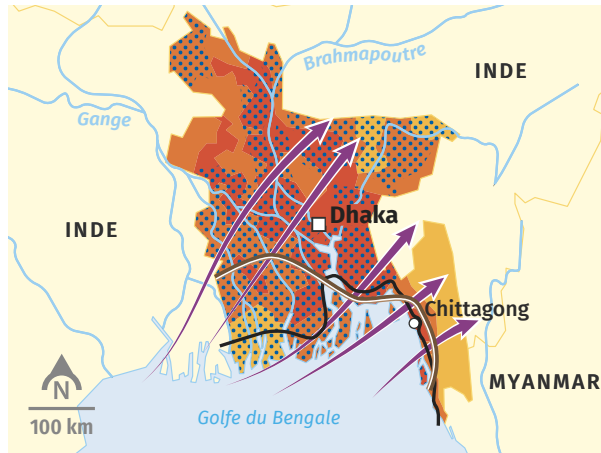 Brahmapoutre
INDE
Gange
Dhaka
INDE
Chittagong
N
MYANMAR
Golfe du Bengale
100 km